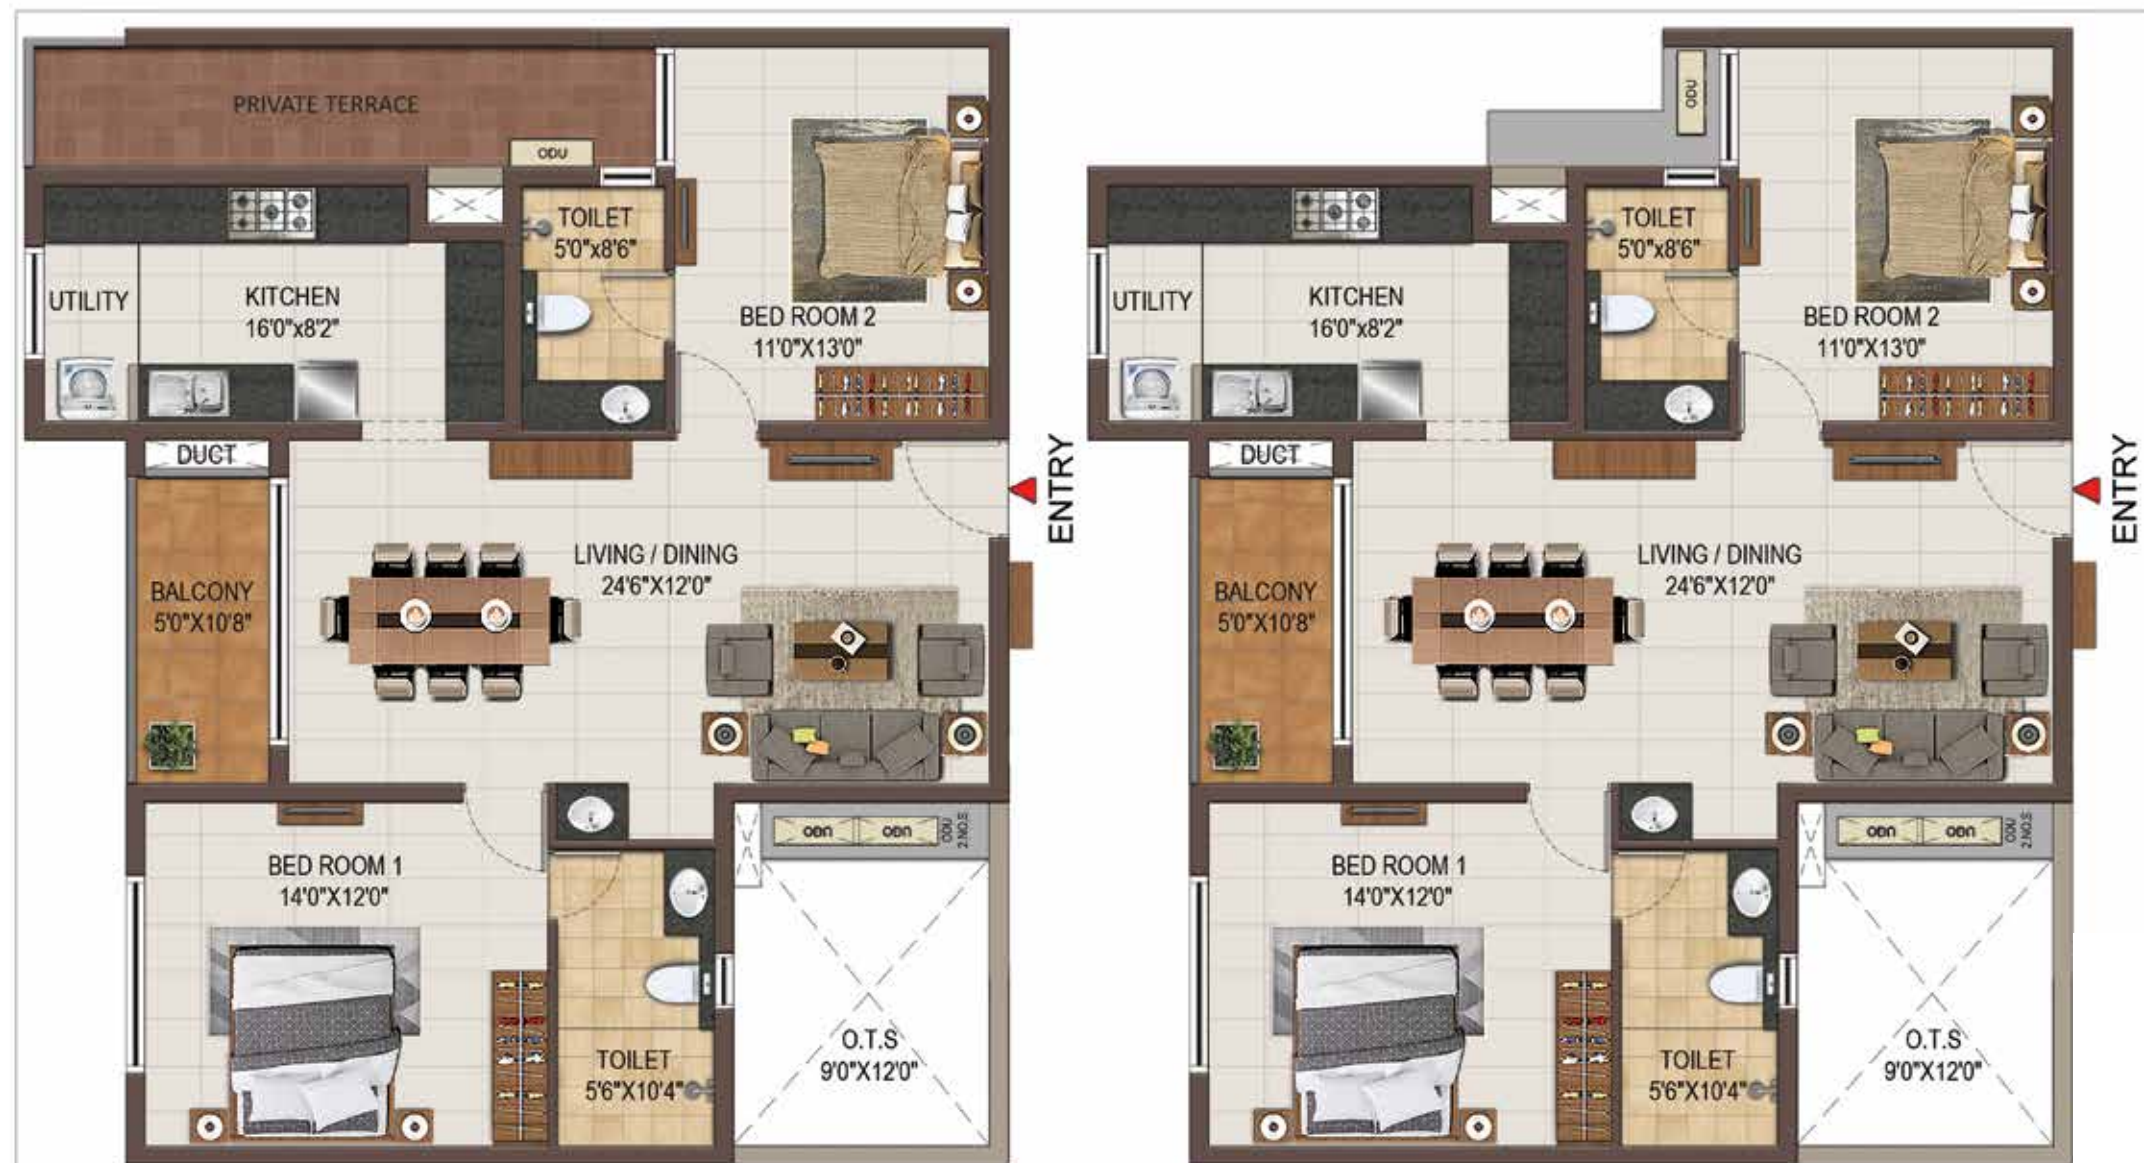 PRIVATE TERRACE
ODU
TOILET
5'0"x8'6"
UTILITY
KITCHEN
16'0"x8'2"
BED ROOM 2
11'0"X13'0"
DUCT
ENTRY
LIVING / DINING
24'6"X12'0"
BALCONY
5'0"X10'8"
ODU
ODU
ODU
2.NO.S
BED ROOM 1
14'0"X12'0"
TOILET
5'6"X10'4"
O.T.S
9'0"X12'0"
ODU
TOILET
5'0"x8'6"
UTILITY
KITCHEN
16'0"x8'2"
BED ROOM 2
11'0"X13'0"
DUCT
ENTRY
LIVING / DINING
24'6"X12'0"
BALCONY
5'0"X10'8"
ODU
ODU
ODU
2.NO.S
BED ROOM 1
14'0"X12'0"
TOILET
5'6"X10'4"
O.T.S
9'0"X12'0"